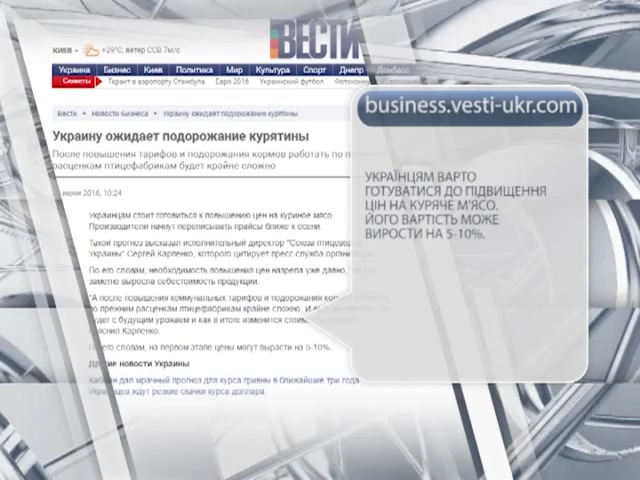 ВЕСТИ
КИЕВ
+29°C, ветер ССВ 7м/с
Украина Бизнес Киев Политика Мир Культура Спорт Днепр Донбасс
Сюжеты Теракт в аэропорту Стамбула Евро 2016 Украинский футбол
Вести Новости бизнеса Украину ожидает подорожание курятины
Украину ожидает подорожание курятины
После повышения тарифов и подорожания кормов работать по
расценкам птицефабрикам будет крайне сложно
июня 2016, 10:24
Украинцам стоит готовиться к повышению цен на куриное мясо.
Производители начнут переписывать прайсы ближе к осени.
Такой прогноз высказал исполнительный директор "Союза
Украины" Сергей Карпенко, которого цитирует пресс служба
По его словам, необходимость повышения цен назрела уже давно,
заметно выросла себестоимость продукции.
"А после повышения коммунальных тарифов и подорожания
по прежним расценкам птицефабрикам крайне сложно. И
будет с будущим урожаем и как в итоге изменится
Карпенко.
его словам, на первом этапе цены могут вырасти на 5-10%.
Другие новости Украины
дал мрачный прогноз для курса гривны в ближайшие три года
Украинцев ждут резкие скачки курса доллара
business.vesti-ukr.com
УКРАЇНЦЯМ ВАРТО
ГОТУВАТИСЯ ДО ПІДВИЩЕННЯ
ЦІН НА КУРЯЧЕ М'ЯСО.
ЙОГО ВАРТІСТЬ МОЖЕ
ВИРОСТИ НА 5-10%.